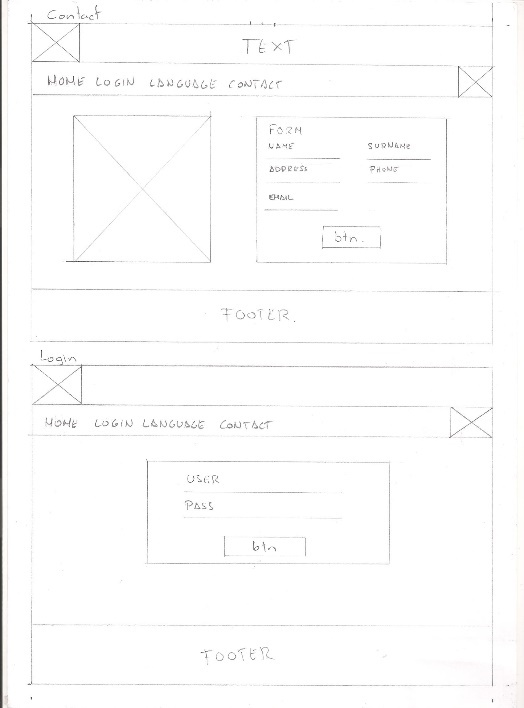 Contact
TEXT
HOME LOGIN LANGUAGE CONTACT
FORM
NAME SURNAME
ADDRESS PHONE
EMAIL
btn.
FOOTER.
Login
HOME LOGIN LANGUAGE CONTACT
USER
PASS
btn
FOOTER